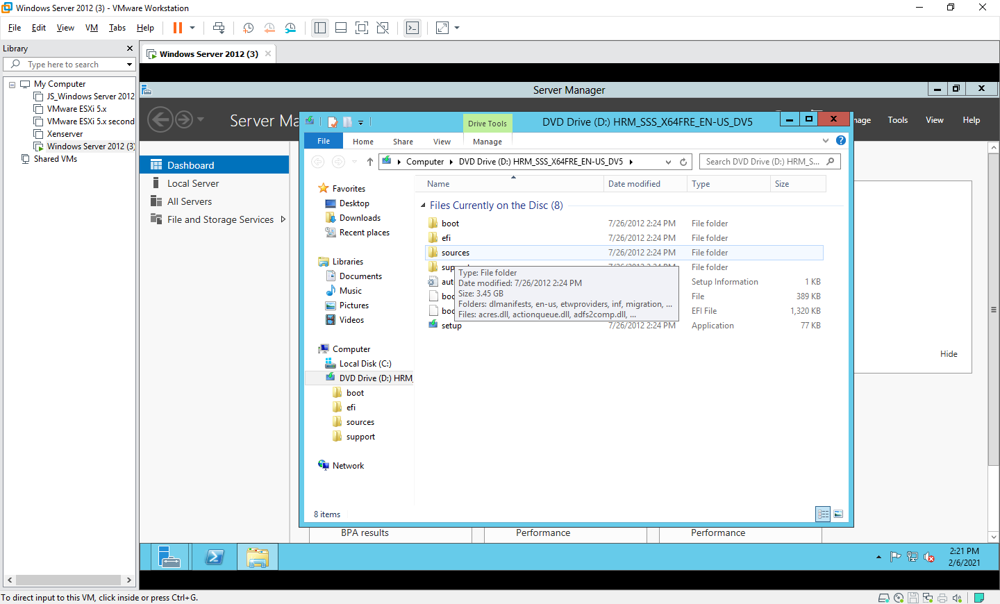 Windows Server 2012 (3) - VMware Workstation
File Edit View VM Tabs Help
Library
Type here to search
My Computer
JS_Windows Server 2012
VMware ESXi 5.x
VMware ESXi 5.x second
Xenserver
Windows Server 2012 (3)
Shared VMs
Windows Server 2012 (3)
Server Manager
Server Ma
Tools View Help
Dashboard
Local Server
All Servers
File and Storage Services
Drive Tools
DVD Drive (D:) HRM_SSS_X64FRE_EN-US_DV5
File Home Share View Manage
Computer DVD Drive (D:) HRM_SSS_X64FRE_EN-US_DV5
Search DVD Drive (D:) HRM_S...
Favorites
Desktop
Downloads
Recent places
Libraries
Documents
Music
Pictures
Videos
Computer
Local Disk (C:)
DVD Drive (D:) HRM_
boot
efi
sources
support
Network
Name Date modified Type Size
Files Currently on the Disc (8)
boot 7/26/2012 2:24 PM File folder
efi 7/26/2012 2:24 PM File folder
sources 7/26/2012 2:24 PM File folder
File folder
aut Setup Information 1 KB
boo File 389 KB
boo EFI File 1,320 KB
setup 7/26/2012 2:24 PM Application 77 KB
Type: File folder
Date modified: 7/26/2012 2:24 PM
Size: 3.45 GB
Folders: dlmanifests, en-us, etwproviders, inf, migration, ...
Files: acres.dll, actionqueue.dll, adfs2comp.dll, ...
8 items
Hide
BPA results
Performance
Performance
2:21 PM
2/6/2021
To direct input to this VM, click inside or press Ctrl+G.